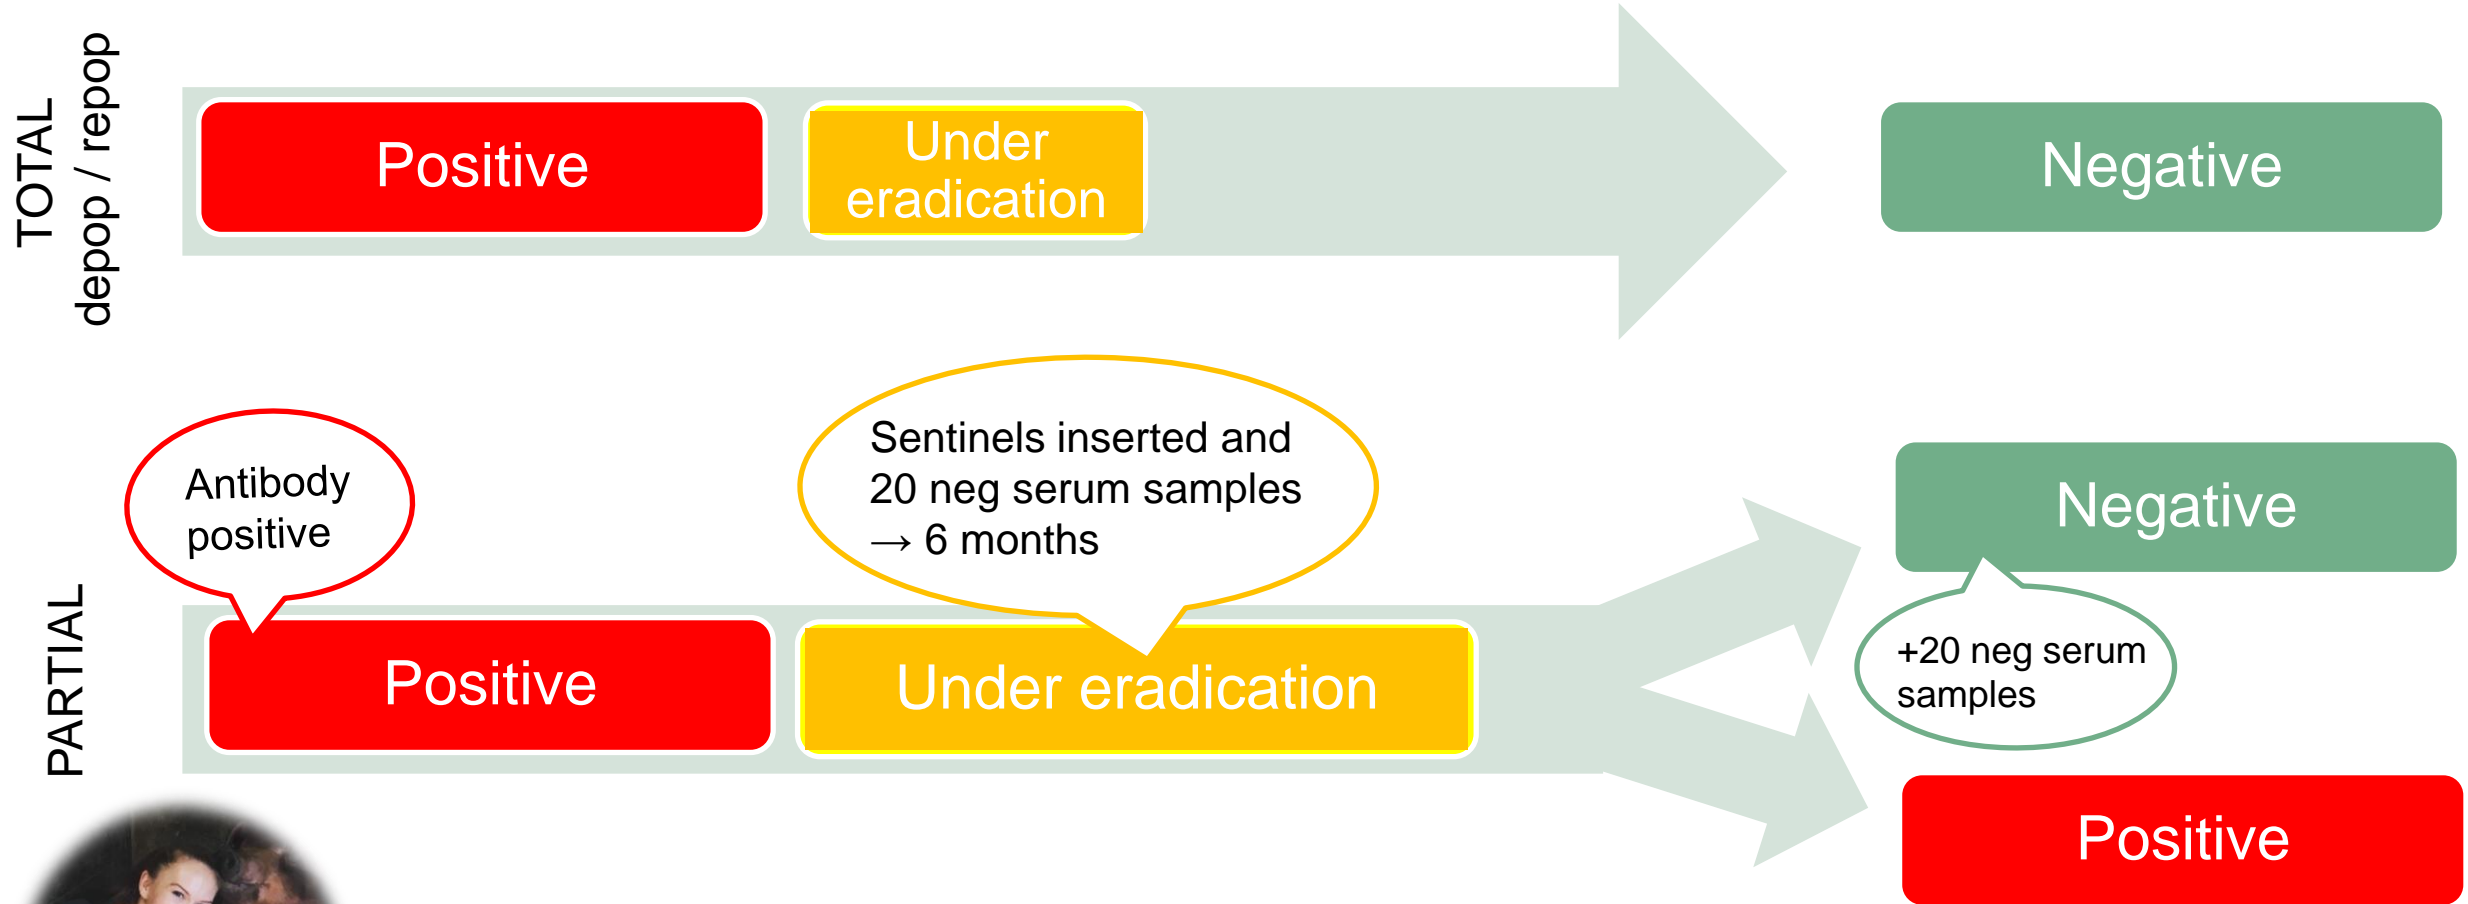 TOTAL
depop / repop
Positive
Under
eradication
Negative
Antibody
positive
Sentinels inserted and
20 neg serum samples
→ 6 months
Negative
PARTIAL
Positive
Under eradication
+20 neg serum
samples
Positive